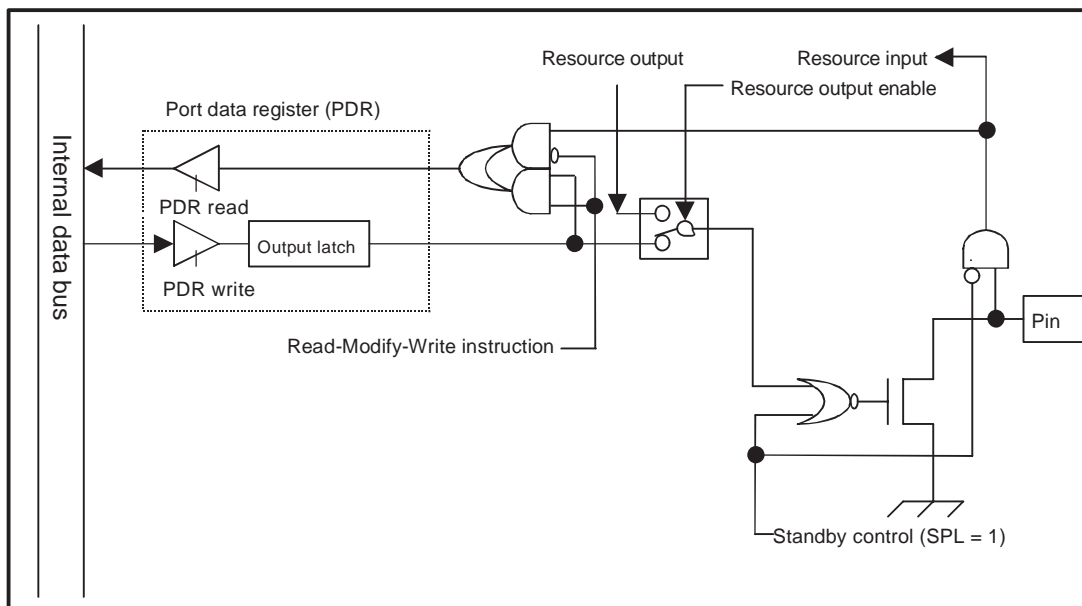 Resource output
Resource input
Resource output enable
Port data register (PDR)
Internal data bus
PDR read
Output latch
PDR write
Pin
Read-Modify-Write instruction
Standby control (SPL = 1)